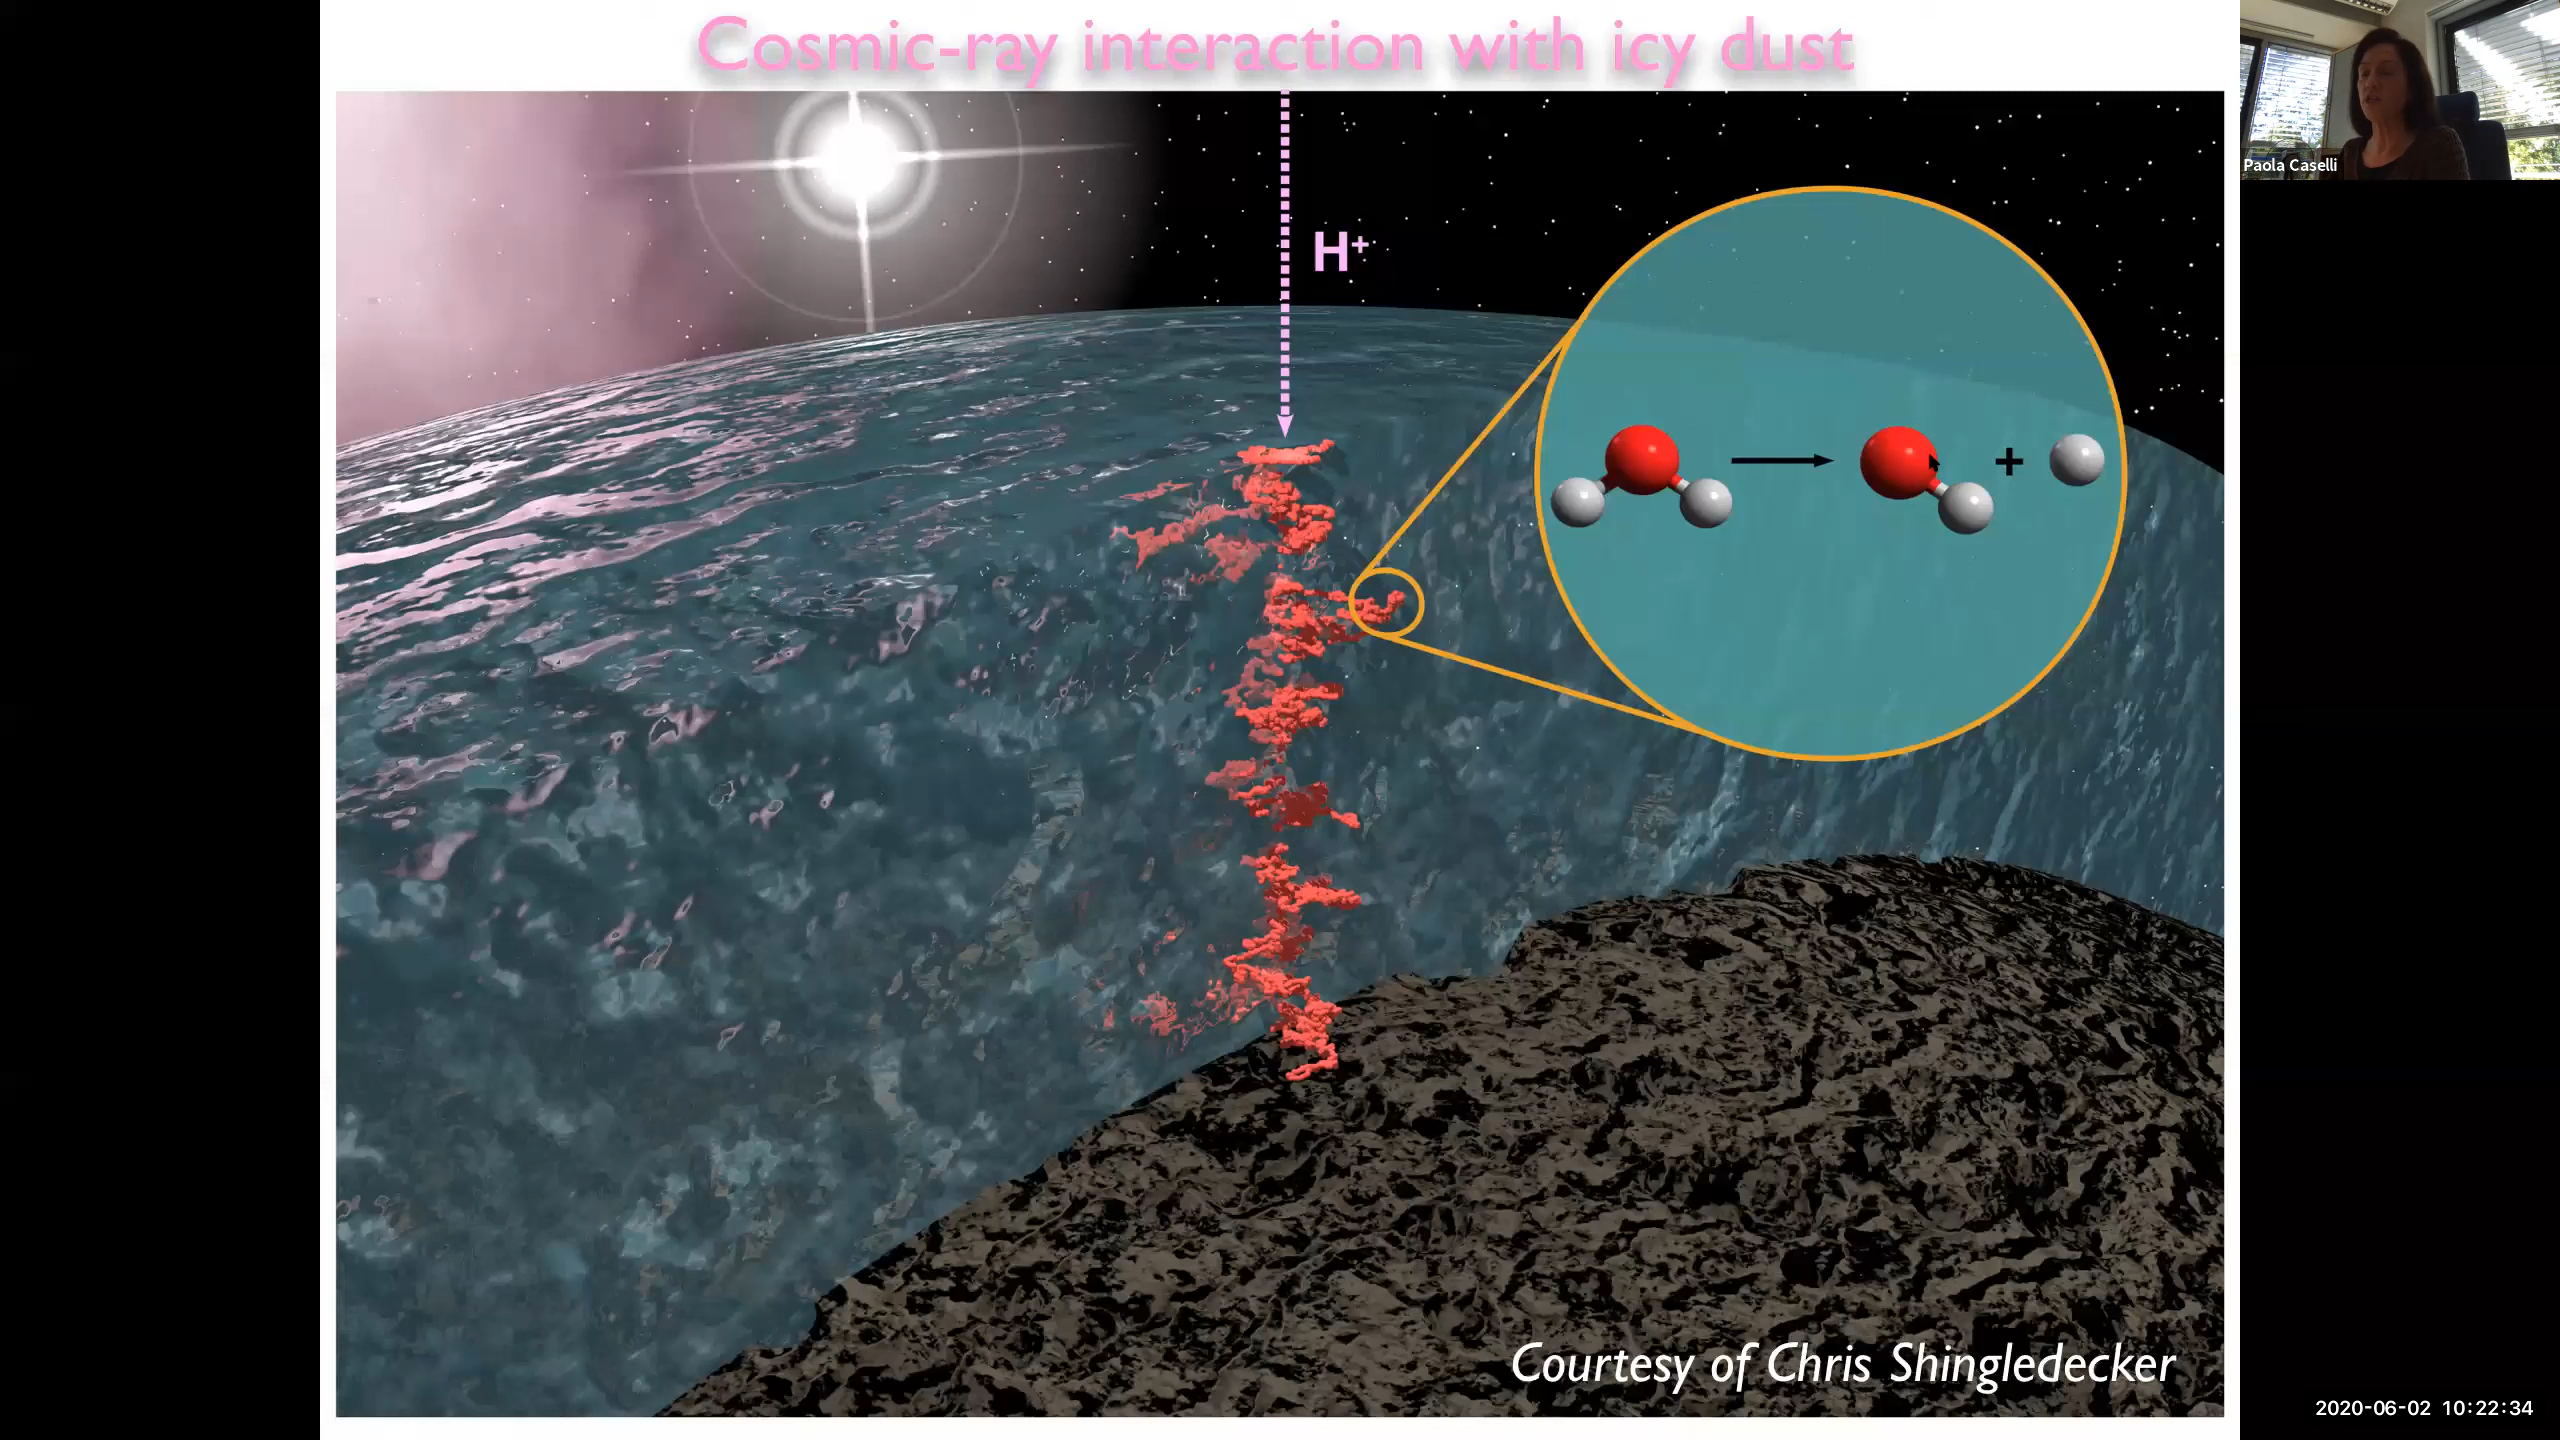 Cosmic-ray interaction with icy dust
Paola Caselli
H⁺
+
Courtesy of Chris Shingledecker
2020-06-02 10:22:34